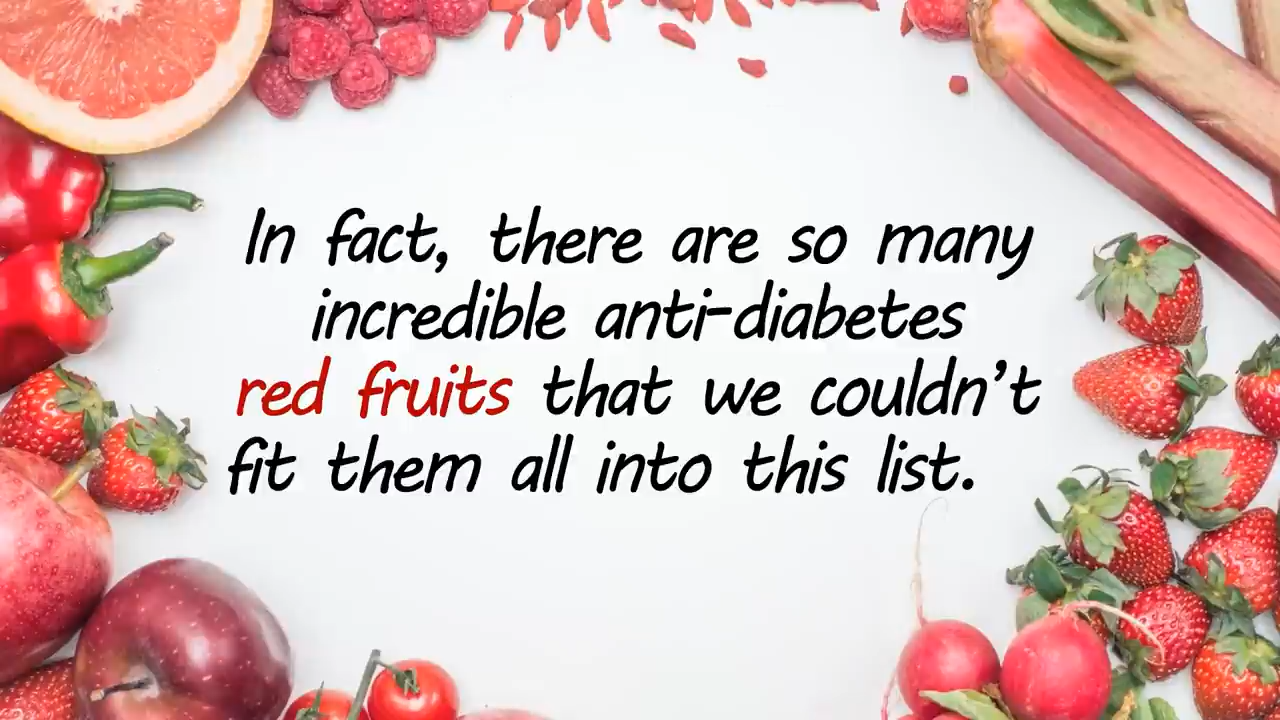 In fact, there are so many
incredible anti-diabetes
red fruits that we couldn't
fit them all into this list.